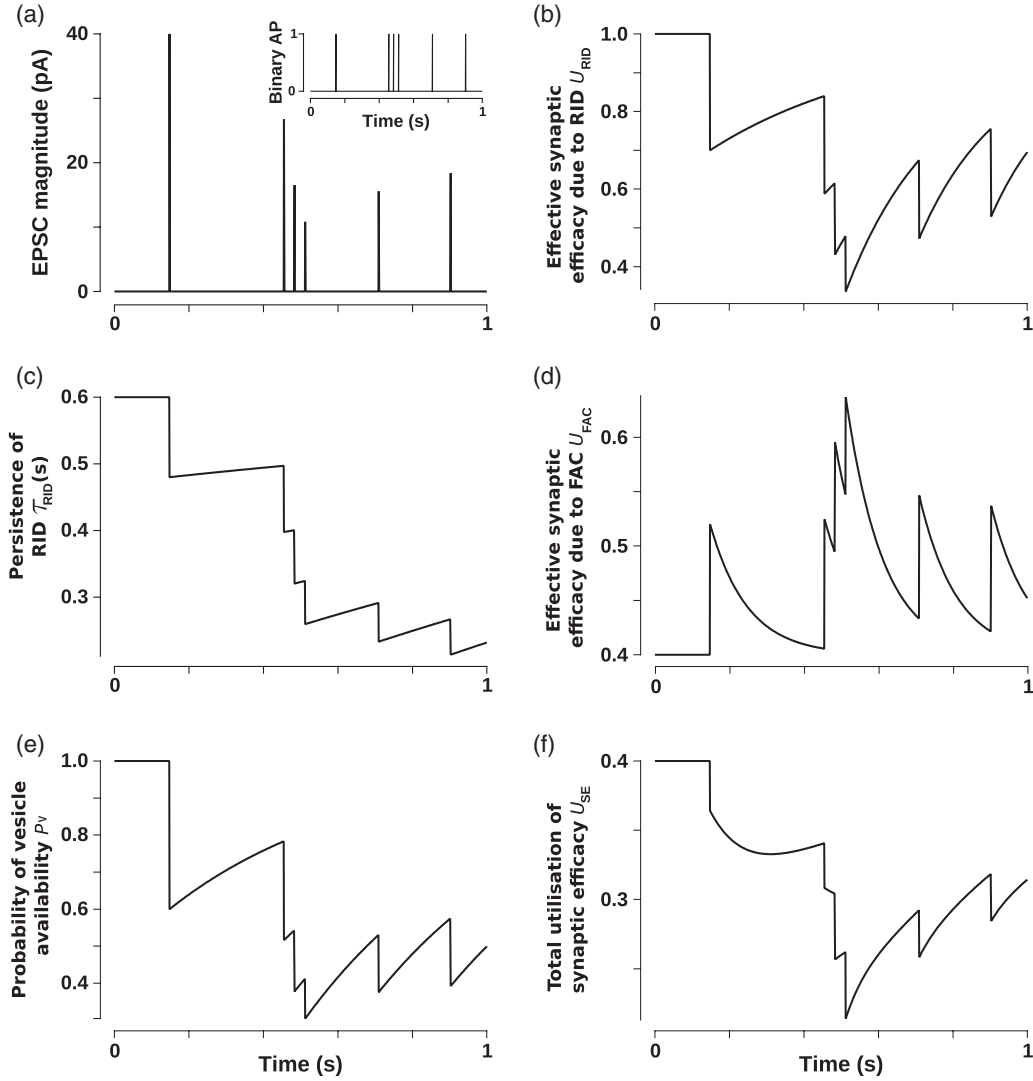 (a)
EPSC magnitude (pA)
40
20
0
0
1
Binary AP
1
0
0
1
Time (s)
(b)
Effective synaptic
efficacy due to RID U_RID
1.0
0.8
0.6
0.4
0
1
(c)
Persistence of
RID 𝒯_RID(s)
0.6
0.5
0.4
0.3
0
1
(d)
Effective synaptic
efficacy due to FAC U_FAC
0.6
0.5
0.4
0
1
(e)
Probability of vesicle
availability Pv
1.0
0.8
0.6
0.4
0
1
Time (s)
(f)
Total utilisation of
synaptic efficacy U_SE
0.4
0.3
0
1
Time (s)